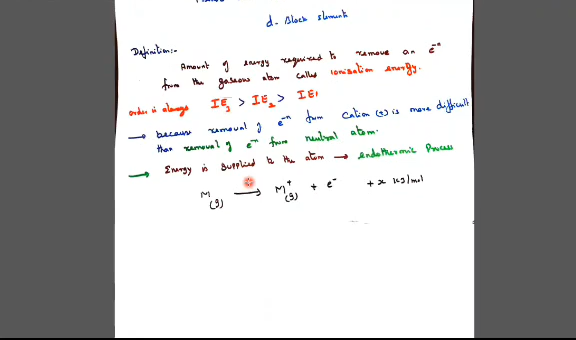 d-Block element
Definition:-
Amount of energy required to remove an e⁻ⁿ
from the gaseous atom called Ionization energy.
order is always IE₃ > IE₂ > IE₁
→ because removal of e⁻ⁿ from Cation (+) is more difficult
than removal of e⁻ⁿ from neutral atom.
→ Energy is supplied to the atom → endothermic Process
M(g) → M⁺(g) + e⁻ + x kJ/mol